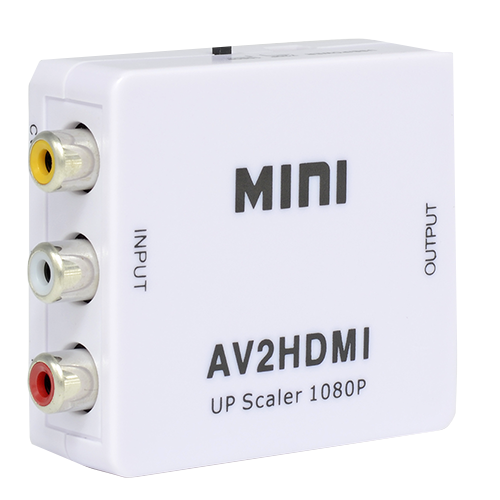 MINI
INPUT
OUTPUT
AV2HDMI
UP Scaler 1080P